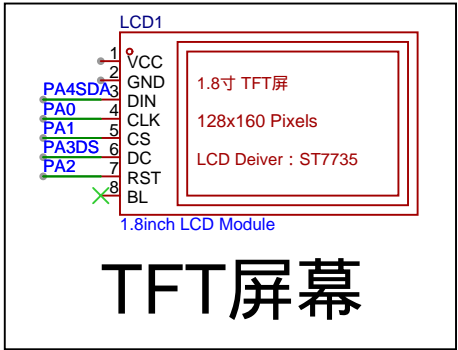 LCD1
1 VCC
2 GND
PA4SDA 3 DIN
PA0 4 CLK
PA1 5 CS
PA3DS 6 DC
PA2 7 RST
8 BL
1.8寸 TFT屏
128x160 Pixels
LCD Deiver：ST7735
1.8inch LCD Module
TFT屏幕